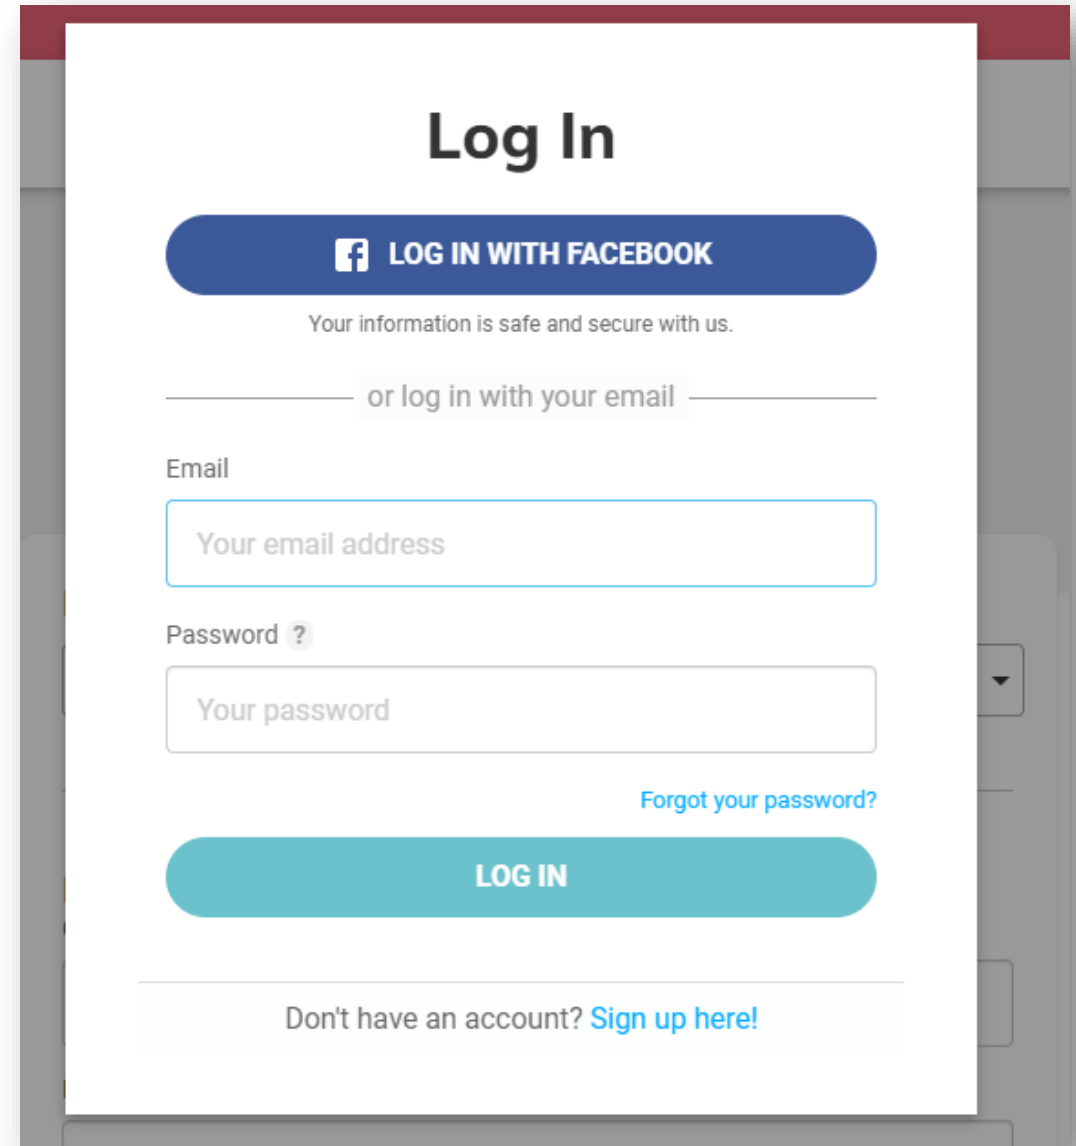 Log In
LOG IN WITH FACEBOOK
Your information is safe and secure with us.
or log in with your email
Email
Your email address
Password ?
Your password
Forgot your password?
LOG IN
Don't have an account? Sign up here!